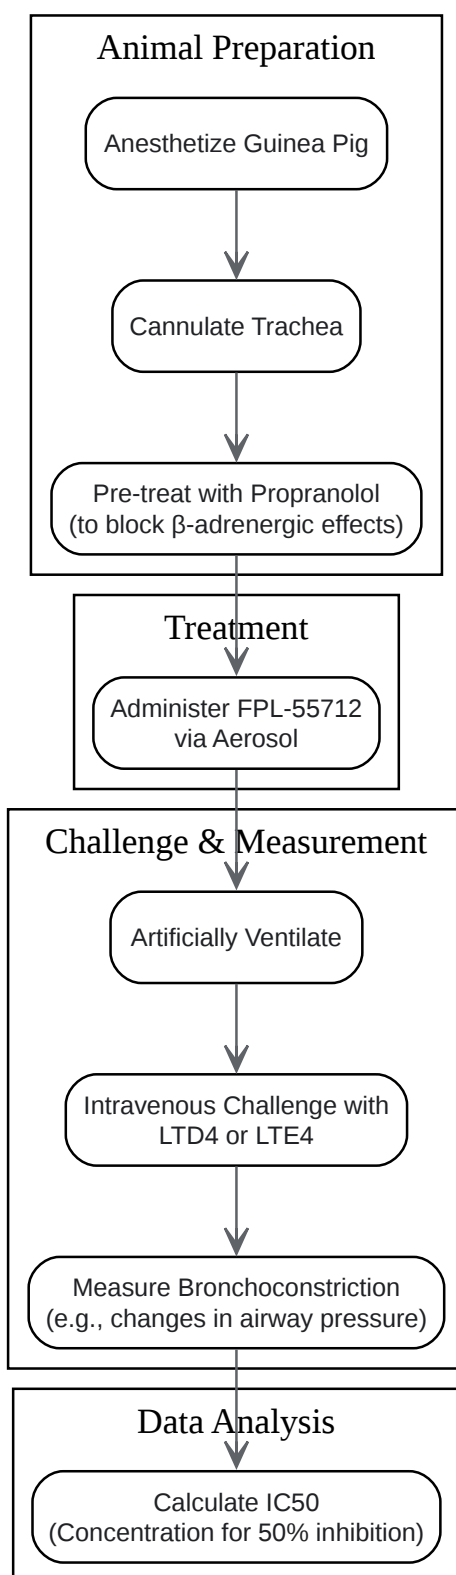 Animal Preparation
Anesthetize Guinea Pig
Cannulate Trachea
Pre-treat with Propranolol
(to block β-adrenergic effects)
Treatment
Administer FPL-55712
via Aerosol
Challenge & Measurement
Artificially Ventilate
Intravenous Challenge with
LTD4 or LTE4
Measure Bronchoconstriction
(e.g., changes in airway pressure)
Data Analysis
Calculate IC50
(Concentration for 50% inhibition)